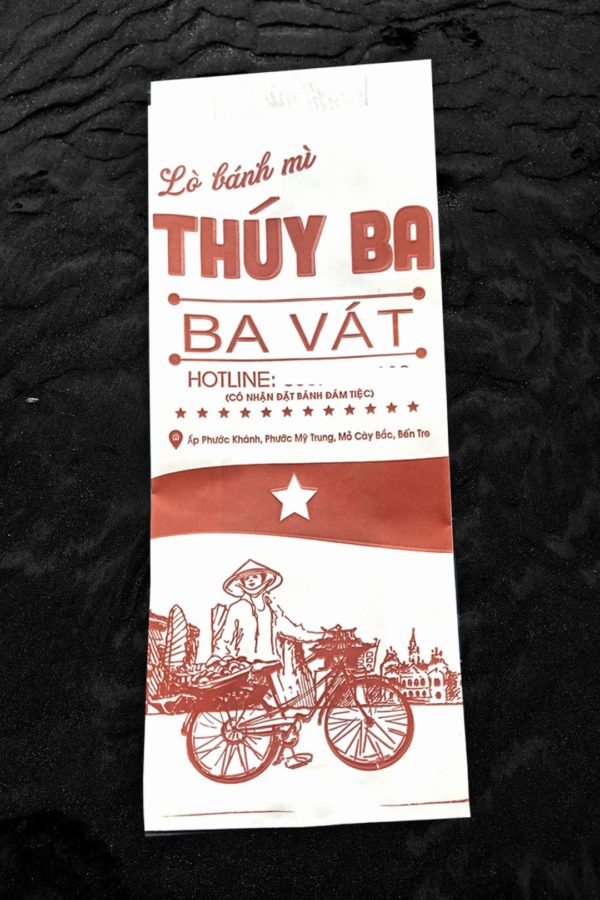 Lò bánh mì
THÚY BA
BA VÁT
HOTLINE:
(CÓ NHẬN ĐẶT BÁNH ĐÁM TIỆC)
Ấp Phước Khánh, Phước Mỹ Trung, Mỏ Cày Bắc, Bến Tre